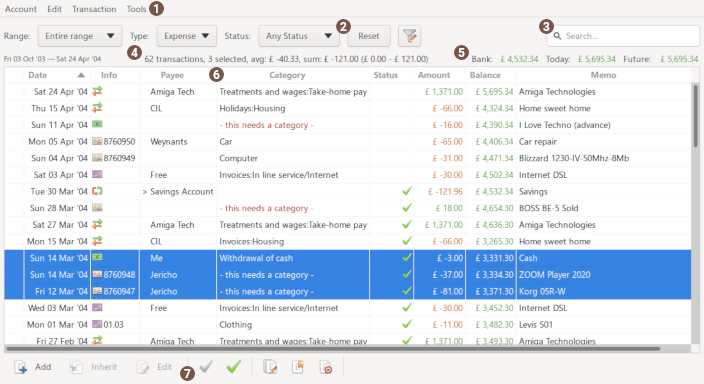 Account Edit Transaction Tools 1
2 3
Range: Entire range Type: Expense Status: Any Status Reset Search...
4 5
Fri 03 Oct '03 — Sat 24 Apr '04 62 transactions, 3 selected, avg: £ -40.33, sum: £ -121.00 (£ 0.00 - £ 121.00) Bank: £ 4,532.34 Today: £ 5,695.34 Future: £ 5,695.34
6
Date Info Payee Category Status Amount Balance Memo
Sat 24 Apr '04 Amiga Tech Treatments and wages:Take-home pay £ 1,371.00 £ 5,695.34 Amiga Technologies
Thu 15 Apr '04 CIL Holidays:Housing £ -66.00 £ 4,324.34 Home sweet home
Sun 11 Apr '04 - this needs a category - £ -16.00 £ 4,390.34 I Love Techno (advance)
Mon 05 Apr '04 8760950 Weynants Car £ -65.00 £ 4,406.34 Car repair
Sun 04 Apr '04 8760949 Computer £ -31.00 £ 4,471.34 Blizzard 1230-IV-50Mhz-8Mb
Sat 03 Apr '04 Free Invoices:In line service/Internet £ -30.00 £ 4,502.34 Internet DSL
Tue 30 Mar '04 > Savings Account £ -121.96 £ 4,532.34 Savings
Sun 28 Mar '04 - this needs a category - £ 18.00 £ 4,654.30 BOSS BE-5 Sold
Sat 27 Mar '04 Amiga Tech Treatments and wages:Take-home pay £ 1,371.00 £ 4,636.30 Amiga Technologies
Mon 15 Mar '04 CIL Invoices:Housing £ -66.00 £ 3,265.30 Home sweet home
Sun 14 Mar '04 Me Withdrawal of cash £ -3.00 £ 3,331.30 Cash
Sun 14 Mar '04 8760948 Jericho - this needs a category - £ -37.00 £ 3,334.30 ZOOM Player 2020
Fri 12 Mar '04 8760947 Jericho - this needs a category - £ -81.00 £ 3,371.30 Korg 05R-W
Wed 03 Mar '04 Free Invoices:In line service/Internet £ -30.00 £ 3,452.30 Internet DSL
Mon 01 Mar '04 01.03 Clothing £ -11.00 £ 3,482.30 Levis 501
Fri 27 Feb '04 Amiga Tech Treatments and wages:Take-home pay £ 1,371.00 £ 3,493.30 Amiga Technologies
Add Inherit Edit 7